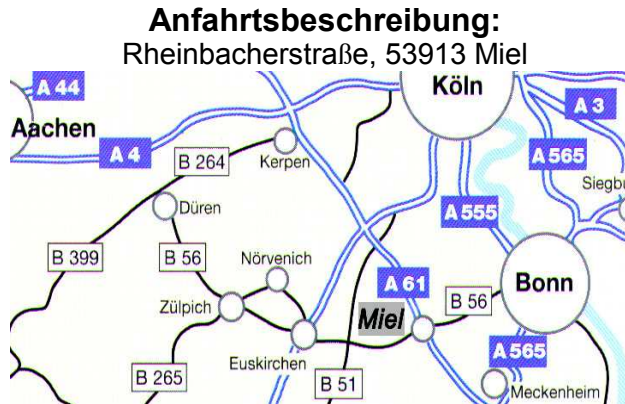 Anfahrtsbeschreibung:
Rheinbacherstraße, 53913 Miel
A 44
Köln
A 3
Aachen
A 4
B 264
Kerpen
A 565
Siegbu
Düren
A 555
B 399
B 56
Nörvenich
A 61
Bonn
Zülpich
Miel
B 56
Euskirchen
A 565
B 265
B 51
Meckenheim